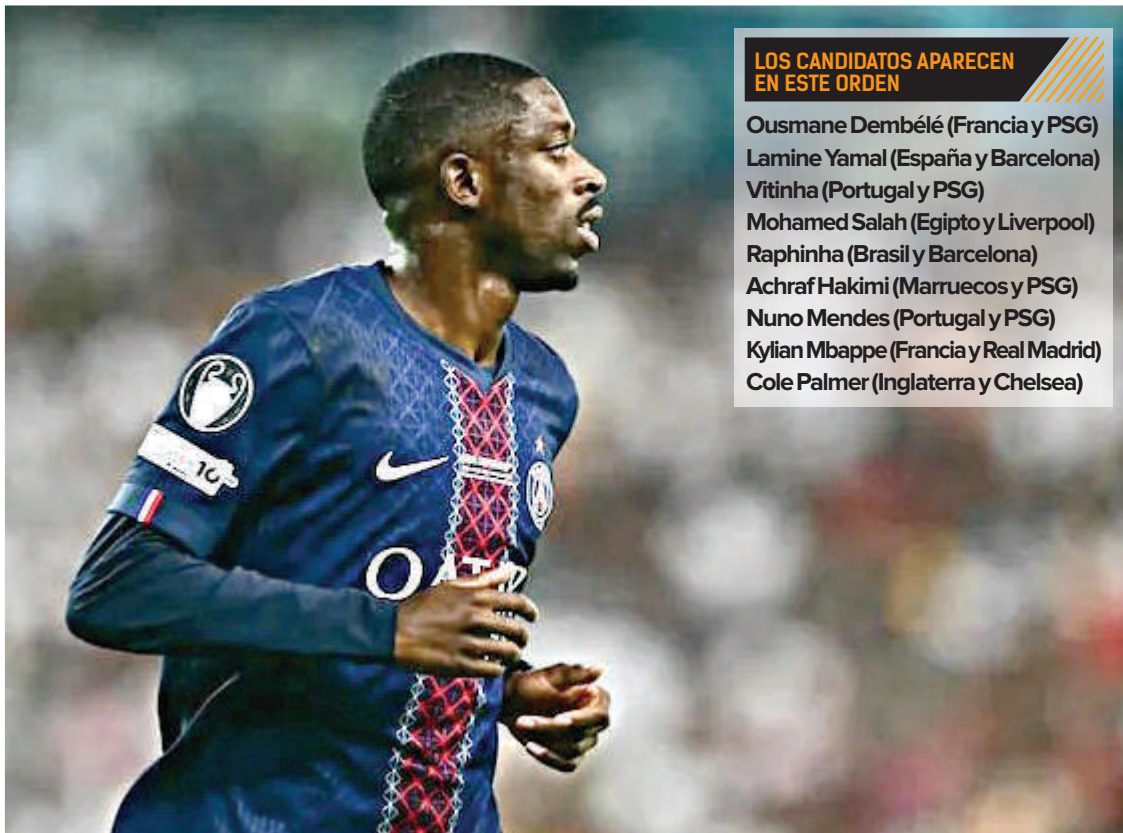 LOS CANDIDATOS APARECEN
EN ESTE ORDEN
Ousmane Dembélé (Francia y PSG)
Lamine Yamal (España y Barcelona)
Vitinha (Portugal y PSG)
Mohamed Salah (Egipto y Liverpool)
Raphinha (Brasil y Barcelona)
Achraf Hakimi (Marruecos y PSG)
Nuno Mendes (Portugal y PSG)
Kylian Mbappe (Francia y Real Madrid)
Cole Palmer (Inglaterra y Chelsea)
10